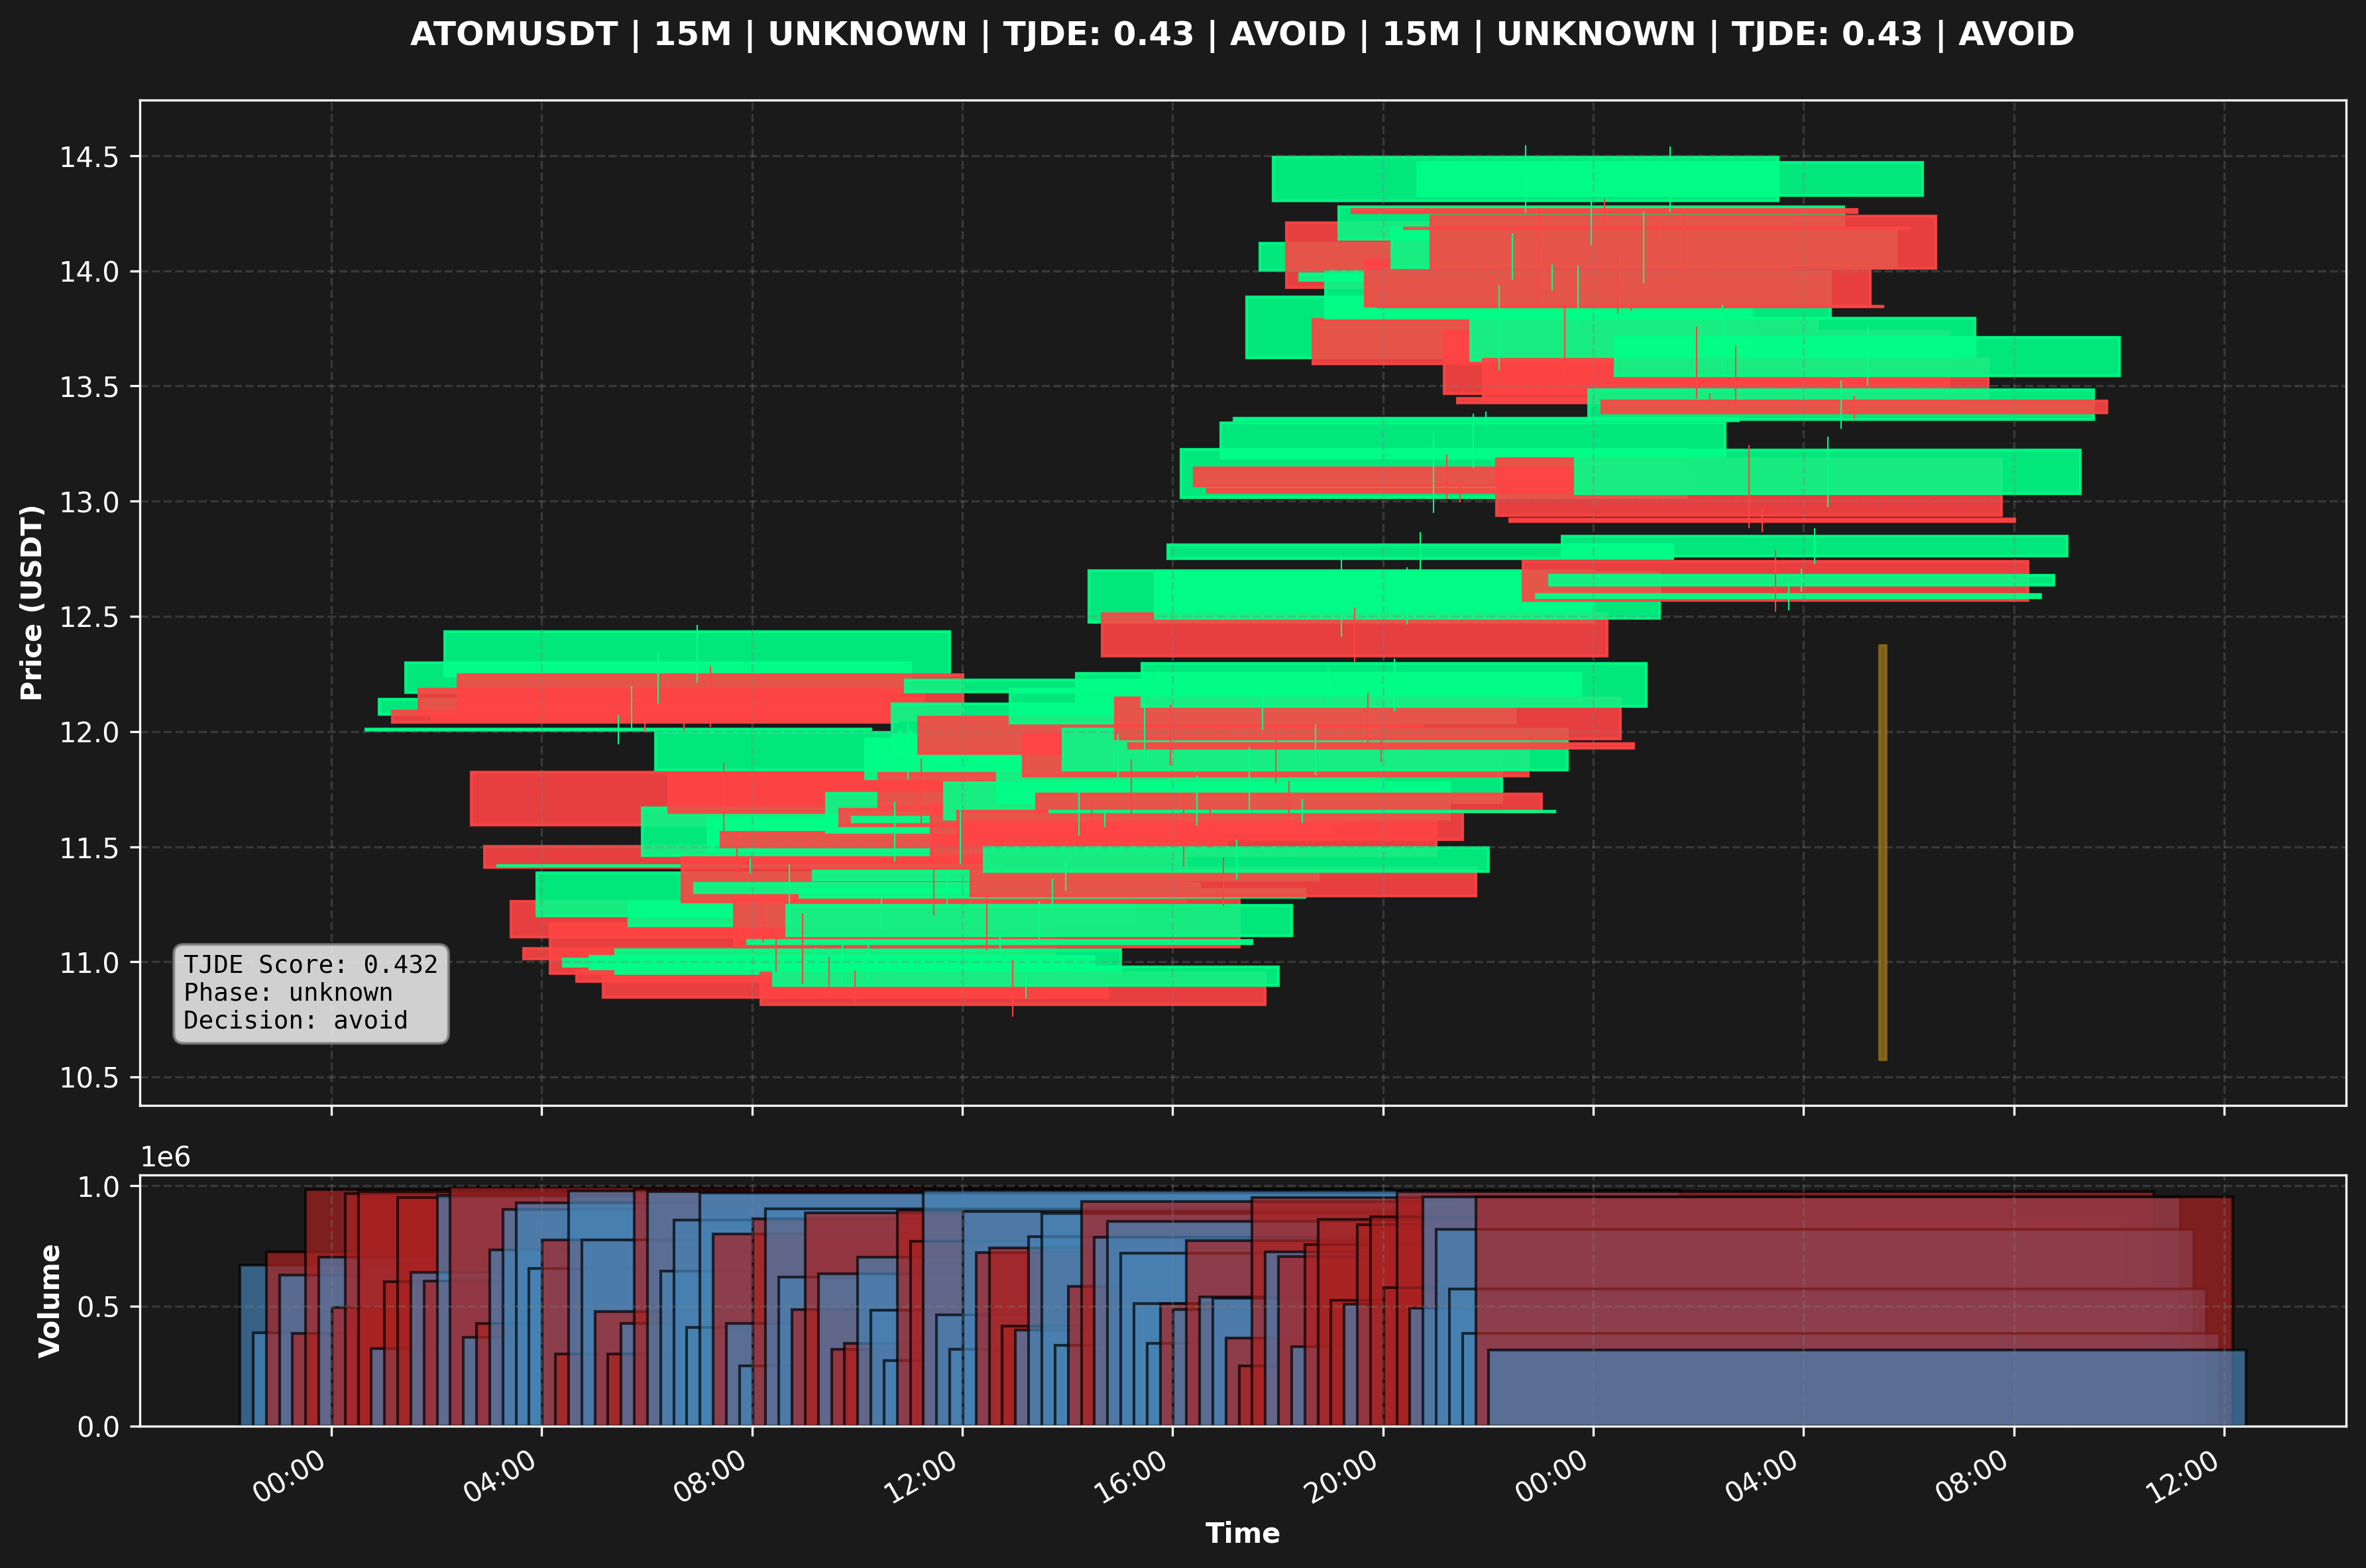 ATOMUSDT | 15M | UNKNOWN | TJDE: 0.43 | AVOID | 15M | UNKNOWN | TJDE: 0.43 | AVOID
Price (USDT)
14.5
14.0
13.5
13.0
12.5
12.0
11.5
11.0
10.5
TJDE Score: 0.432
Phase: unknown
Decision: avoid
1e6
Volume
1.0
0.5
0.0
00:00
04:00
08:00
12:00
16:00
20:00
00:00
04:00
08:00
12:00
Time